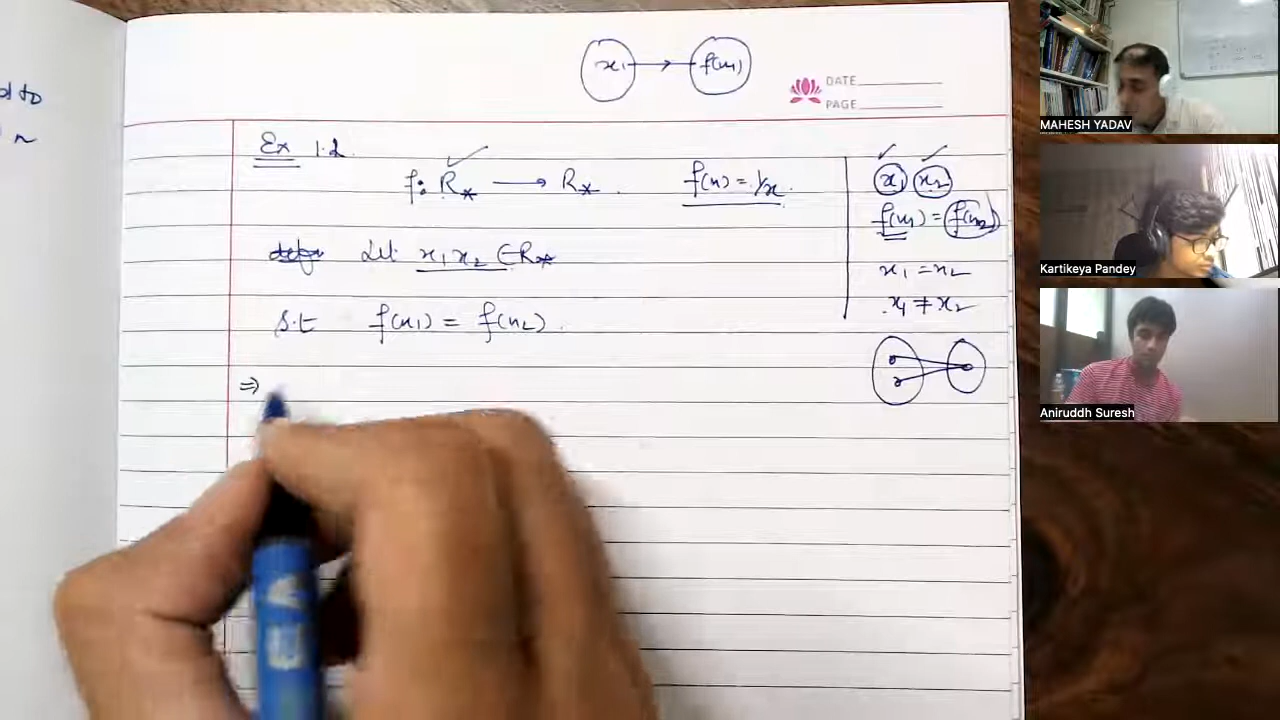 x₁ → f(x₁)
DATE
PAGE
d to
Ex 1.2.
f: R* → R* . f(x) = 1/x.
Let x₁ x₂ ∈ R*
s.t f(x₁) = f(x₂).
⇒
x₁ x₂
f(x₁) = f(x₂)
x₁ = x₂
x₁ ≠ x₂
MAHESH YADAV
Kartikeya Pandey
Aniruddh Suresh